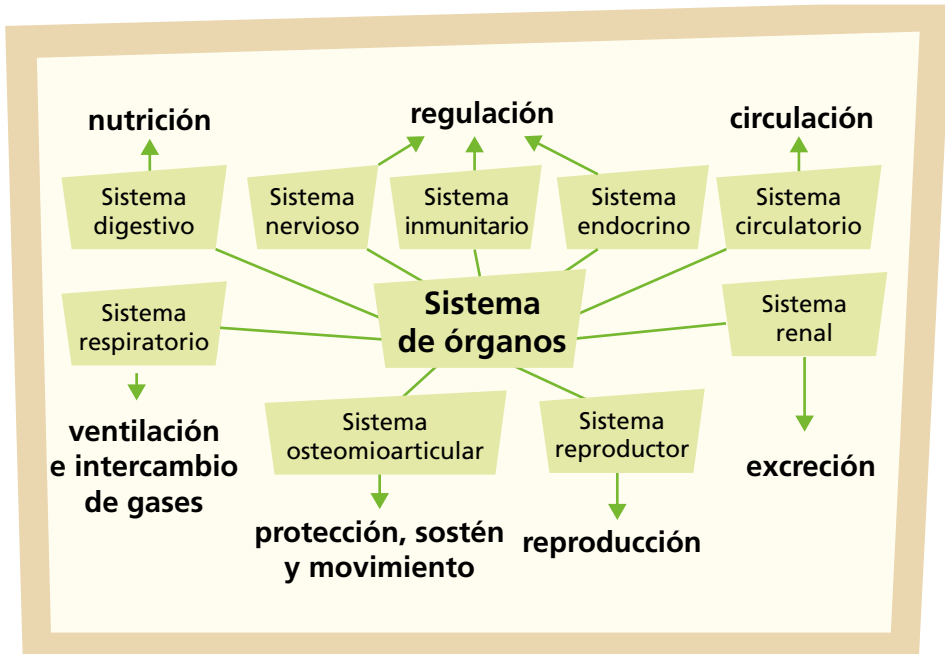 nutrición
regulación
circulación
Sistema
digestivo
Sistema
nervioso
Sistema
inmunitario
Sistema
endocrino
Sistema
circulatorio
Sistema
de órganos
Sistema
respiratorio
Sistema
renal
ventilación
e intercambio
de gases
Sistema
osteomioarticular
Sistema
reproductor
excreción
protección, sostén
y movimiento
reproducción